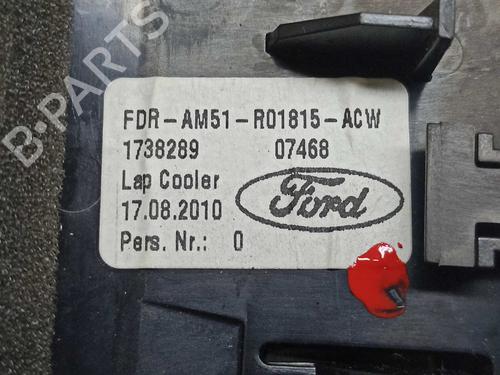 B-PARTS
FDR-AM51-R01815-ACW
1738289 07468
Lap Cooler
17.08.2010
Ford
Pers. Nr.: 0